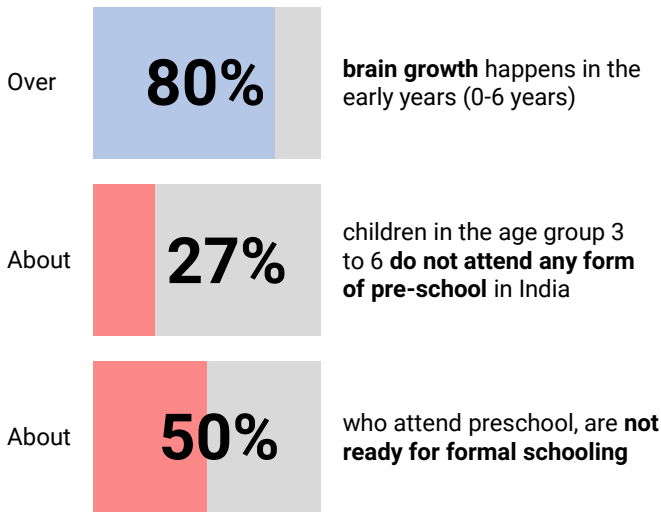 Over
80%
brain growth happens in the
early years (0-6 years)
About
27%
children in the age group 3
to 6 do not attend any form
of pre-school in India
About
50%
who attend preschool, are not
ready for formal schooling